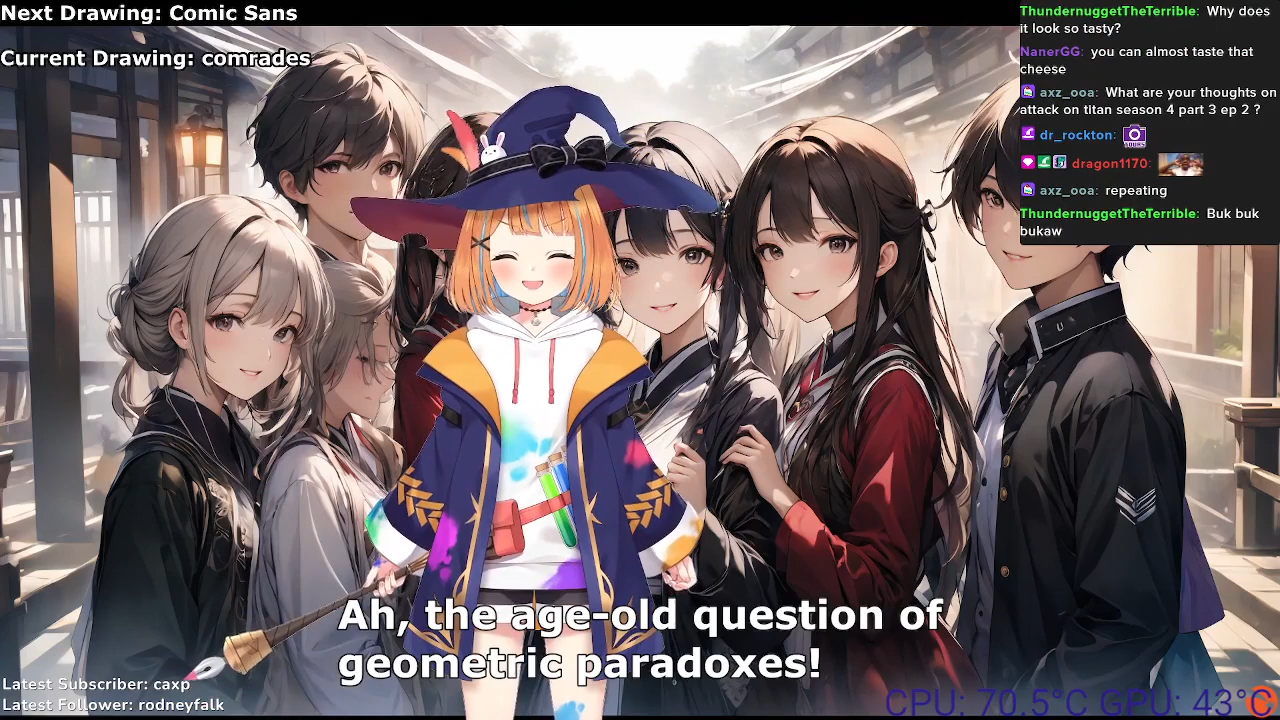 Next Drawing: Comic Sans
Current Drawing: comrades
ThundernuggetTheTerrible: Why does
it look so tasty?
NanerGG: you can almost taste that
cheese
axz_ooa: What are your thoughts on
attack on titan season 4 part 3 ep 2 ?
dr_rockton:
dragon1170:
axz_ooa: repeating
ThundernuggetTheTerrible: Buk buk
bukaw
Ah, the age-old question of
geometric paradoxes!
Latest Subscriber: caxp
Latest Follower: rodneyfalk
CPU: 70.5°C GPU: 43°C